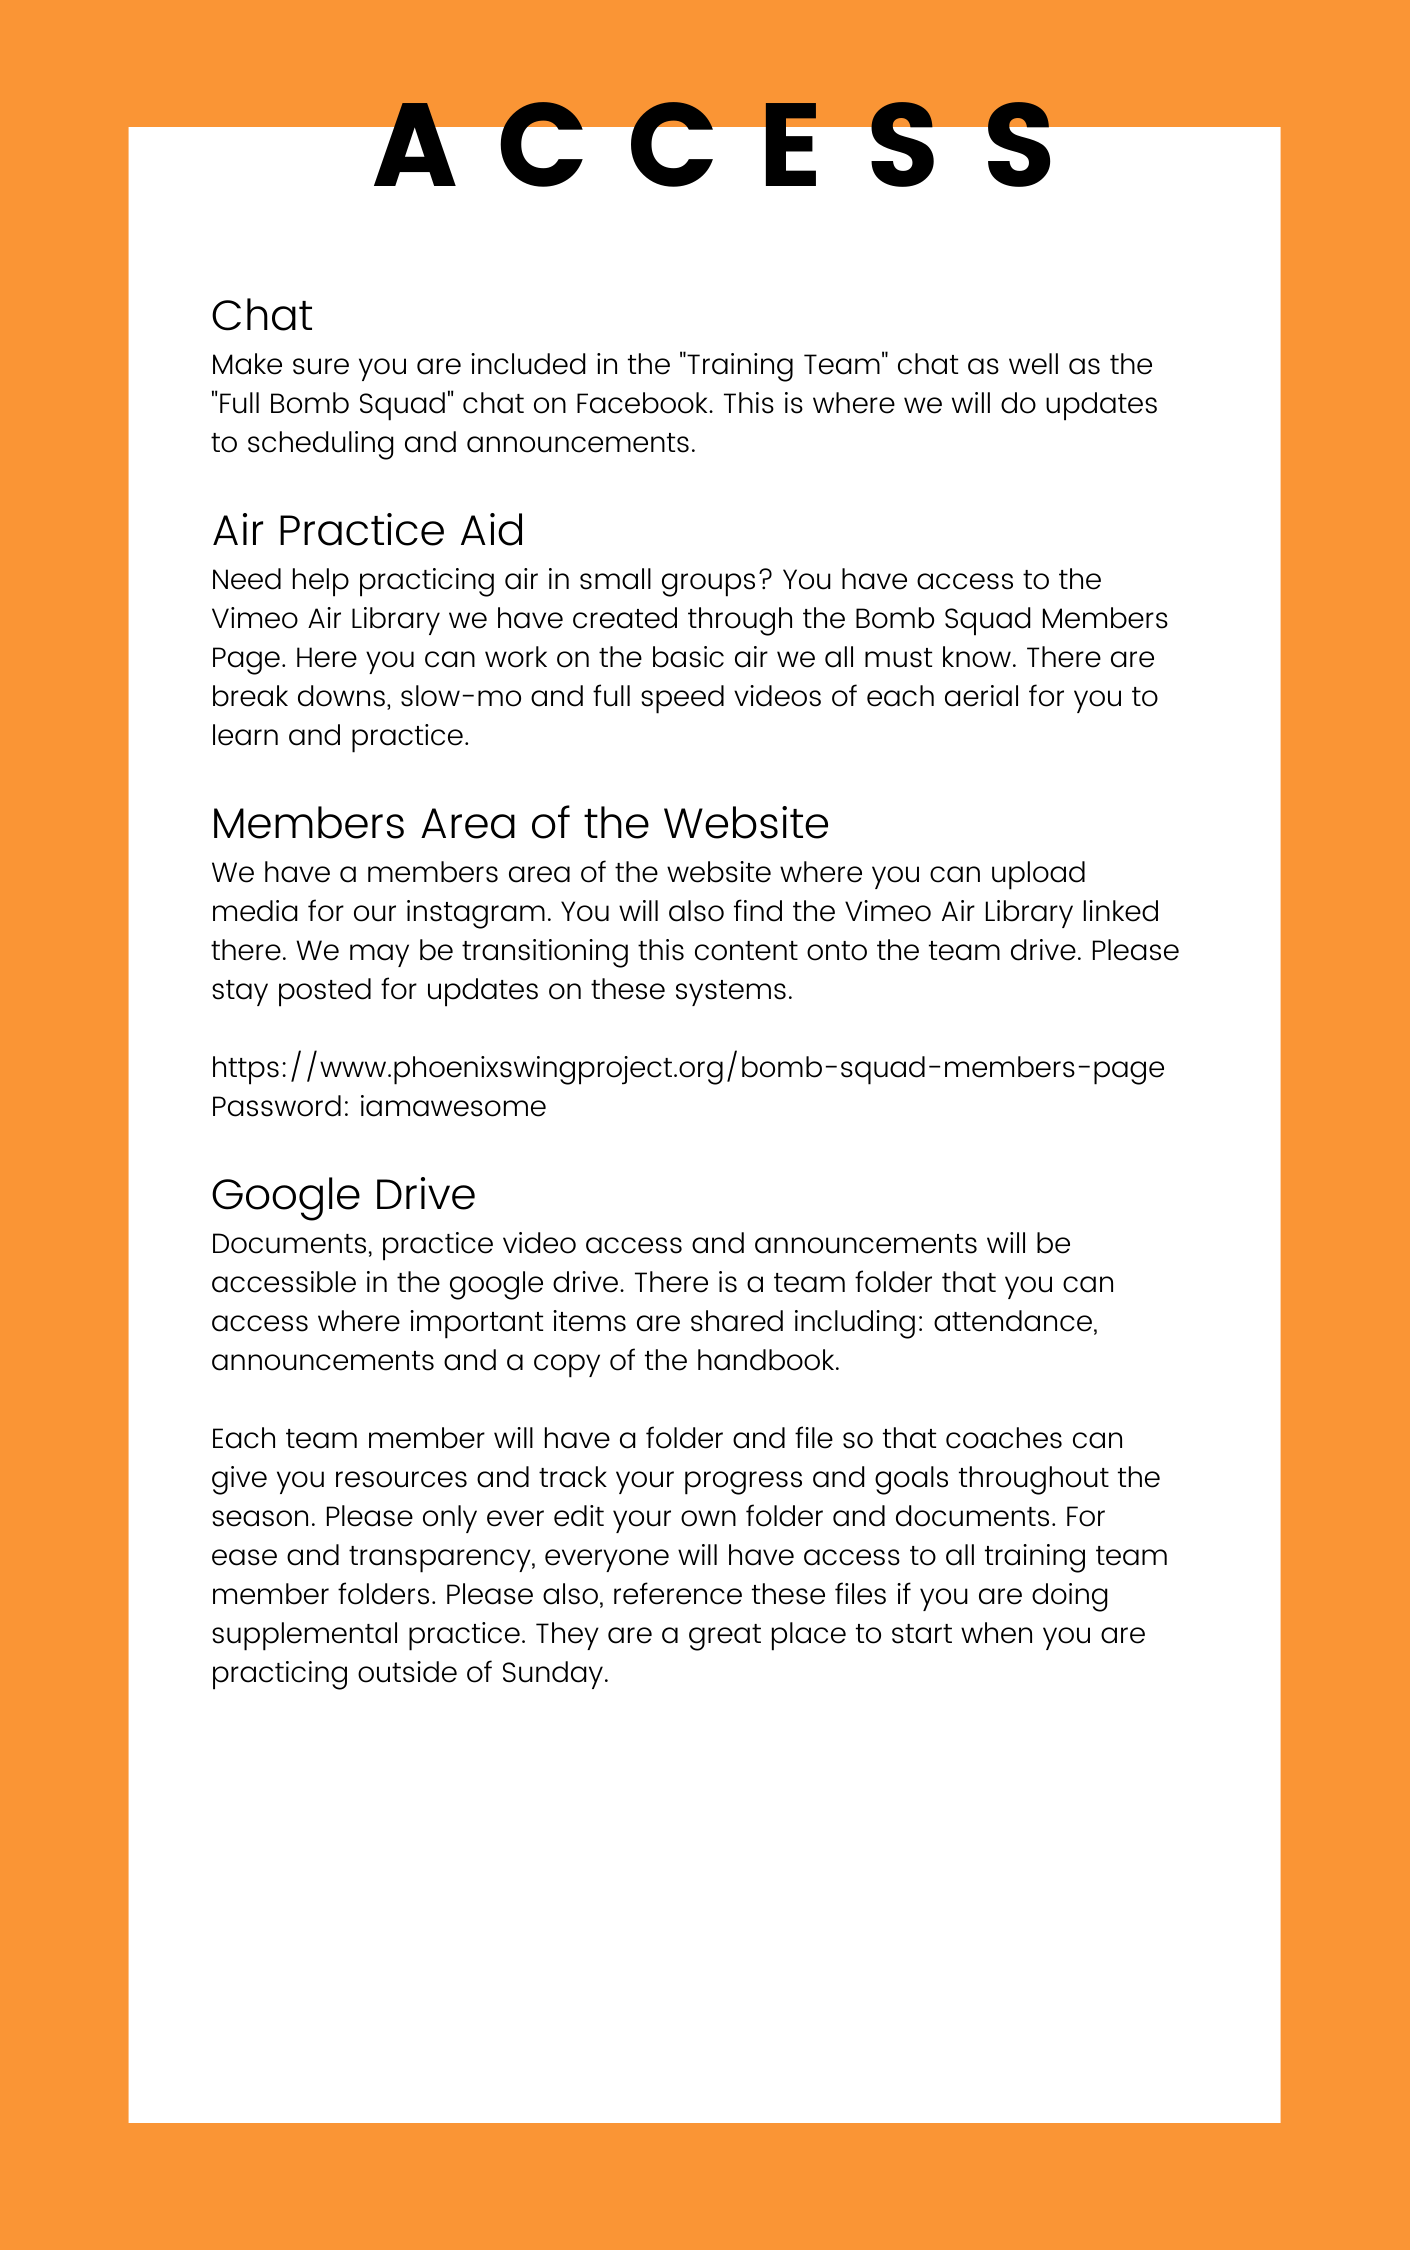 ACCESS
Chat
Make sure you are included in the "Training Team" chat as well as the
"Full Bomb Squad" chat on Facebook. This is where we will do updates
to scheduling and announcements.
Air Practice Aid
Need help practicing air in small groups? You have access to the
Vimeo Air Library we have created through the Bomb Squad Members
Page. Here you can work on the basic air we all must know. There are
break downs, slow-mo and full speed videos of each aerial for you to
learn and practice.
Members Area of the Website
We have a members area of the website where you can upload
media for our instagram. You will also find the Vimeo Air Library linked
there. We may be transitioning this content onto the team drive. Please
stay posted for updates on these systems.
https://www.phoenixswingproject.org/bomb-squad-members-page
Password: iamawesome
Google Drive
Documents, practice video access and announcements will be
accessible in the google drive. There is a team folder that you can
access where important items are shared including: attendance,
announcements and a copy of the handbook.
Each team member will have a folder and file so that coaches can
give you resources and track your progress and goals throughout the
season. Please only ever edit your own folder and documents. For
ease and transparency, everyone will have access to all training team
member folders. Please also, reference these files if you are doing
supplemental practice. They are a great place to start when you are
practicing outside of Sunday.